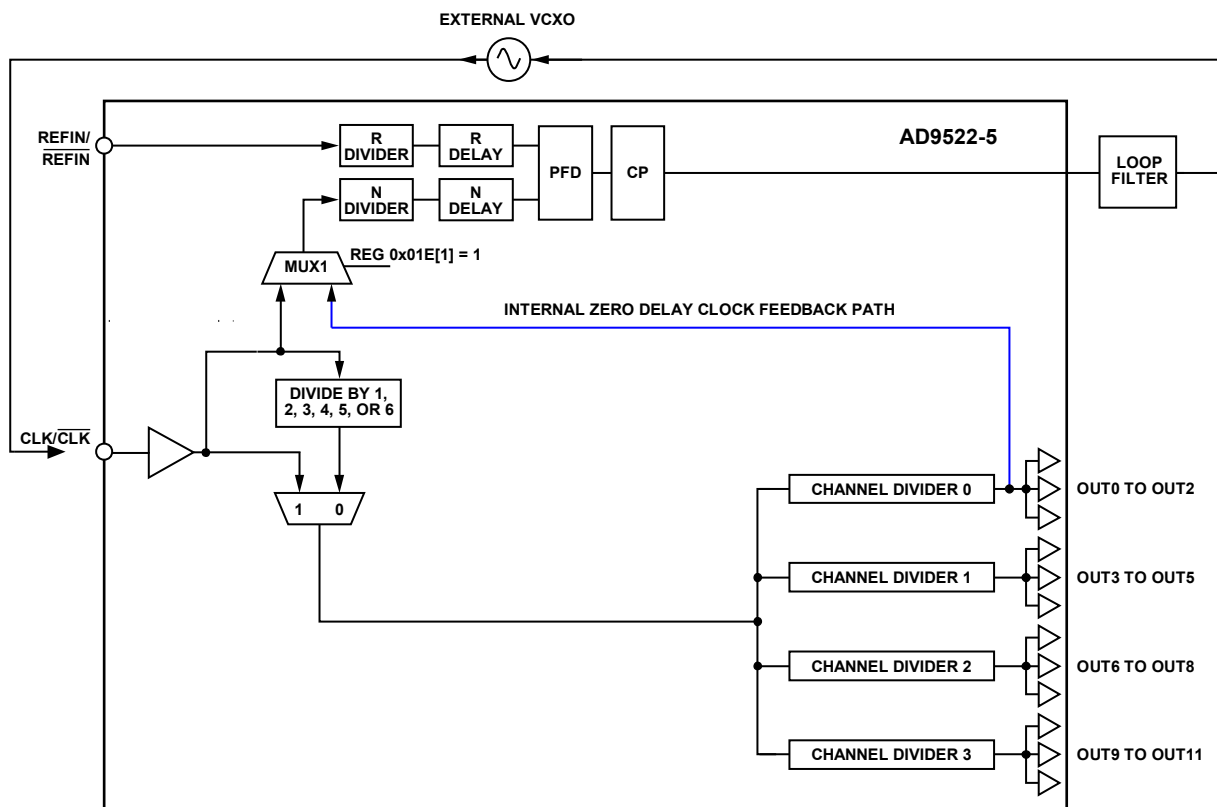 EXTERNAL VCXO
REFIN/
REFIN
R
DIVIDER
R
DELAY
PFD
CP
AD9522-5
LOOP
FILTER
N
DIVIDER
N
DELAY
MUX1
REG 0x01E[1] = 1
INTERNAL ZERO DELAY CLOCK FEEDBACK PATH
DIVIDE BY 1,
2, 3, 4, 5, OR 6
CLK/CLK
1 0
CHANNEL DIVIDER 0
OUT0 TO OUT2
CHANNEL DIVIDER 1
OUT3 TO OUT5
CHANNEL DIVIDER 2
OUT6 TO OUT8
CHANNEL DIVIDER 3
OUT9 TO OUT11